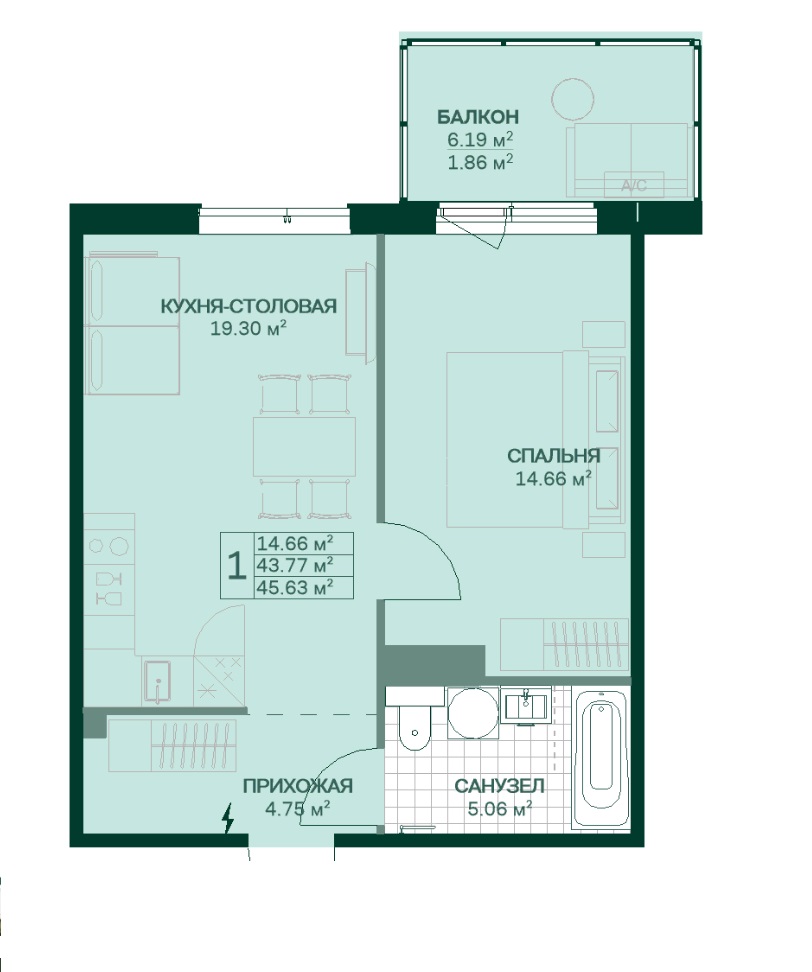 БАЛКОН
6.19 м²
1.86 м²
A/C
КУХНЯ-СТОЛОВАЯ
19.30 м²
СПАЛЬНЯ
14.66 м²
1
14.66 м²
43.77 м²
45.63 м²
ПРИХОЖАЯ
4.75 м²
САНУЗЕЛ
5.06 м²